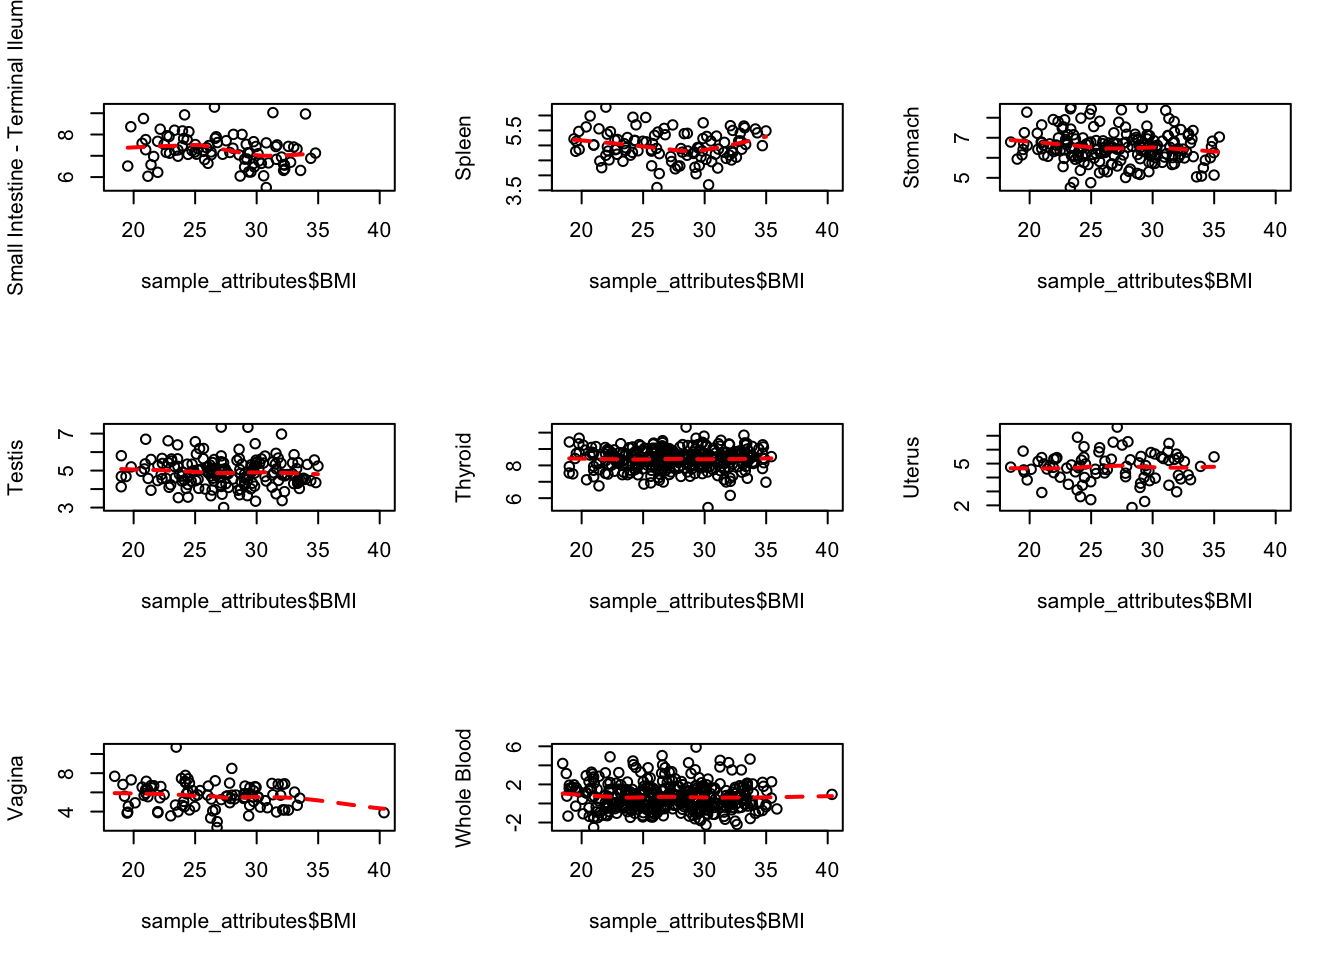 Small Intestine - Terminal Ileum
8
6
20 25 30 35 40
sample_attributes$BMI
Spleen
5.5
3.5
20 25 30 35 40
sample_attributes$BMI
Stomach
7
5
20 25 30 35 40
sample_attributes$BMI
Testis
7
5
3
20 25 30 35 40
sample_attributes$BMI
Thyroid
8
6
20 25 30 35 40
sample_attributes$BMI
Uterus
5
2
20 25 30 35 40
sample_attributes$BMI
Vagina
8
4
20 25 30 35 40
sample_attributes$BMI
Whole Blood
6
2
-2
20 25 30 35 40
sample_attributes$BMI